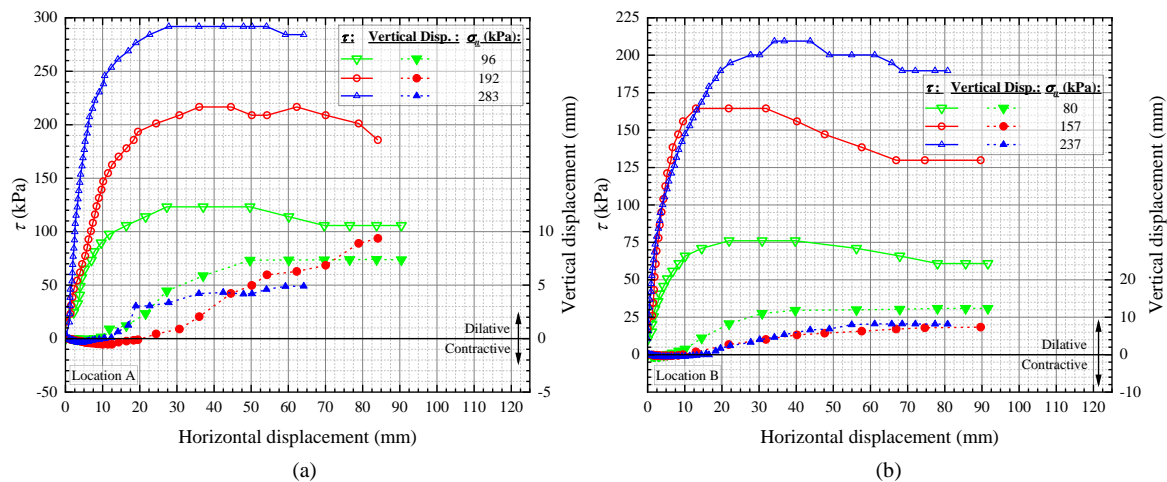 τ: Vertical Disp.: σu (kPa):
96
192
283
300
250
200
150
100
50
0
-50
τ (kPa)
10
5
0
5
Vertical displacement (mm)
Dilative
Contractive
Location A
0 10 20 30 40 50 60 70 80 90 100 110 120
Horizontal displacement (mm)
(a)
τ: Vertical Disp.: σu (kPa):
80
157
237
225
200
175
150
125
100
75
50
25
0
-25
τ (kPa)
20
10
0
-10
Vertical displacement (mm)
Dilative
Contractive
Location B
0 10 20 30 40 50 60 70 80 90 100 110 120
Horizontal displacement (mm)
(b)